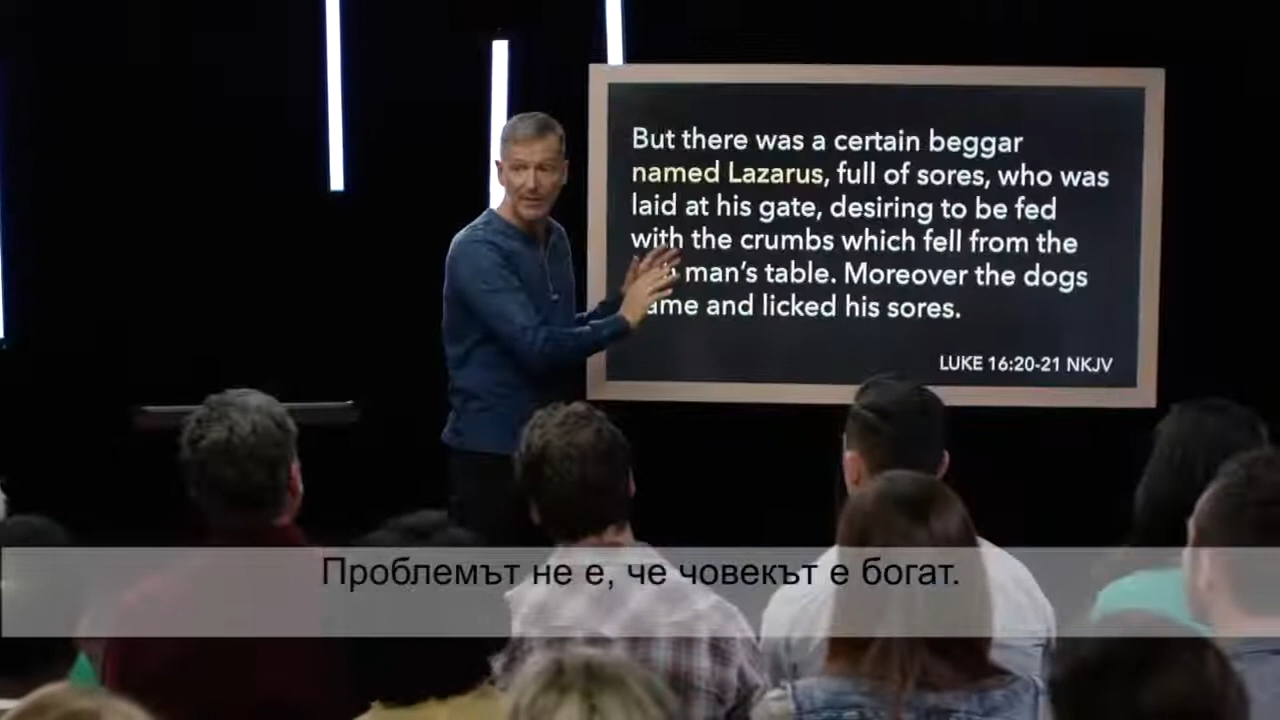 But there was a certain beggar
named Lazarus, full of sores, who was
laid at his gate, desiring to be fed
with the crumbs which fell from the
man's table. Moreover the dogs
came and licked his sores.
LUKE 16:20-21 NKJV
Проблемът не е, че човекът е богат.